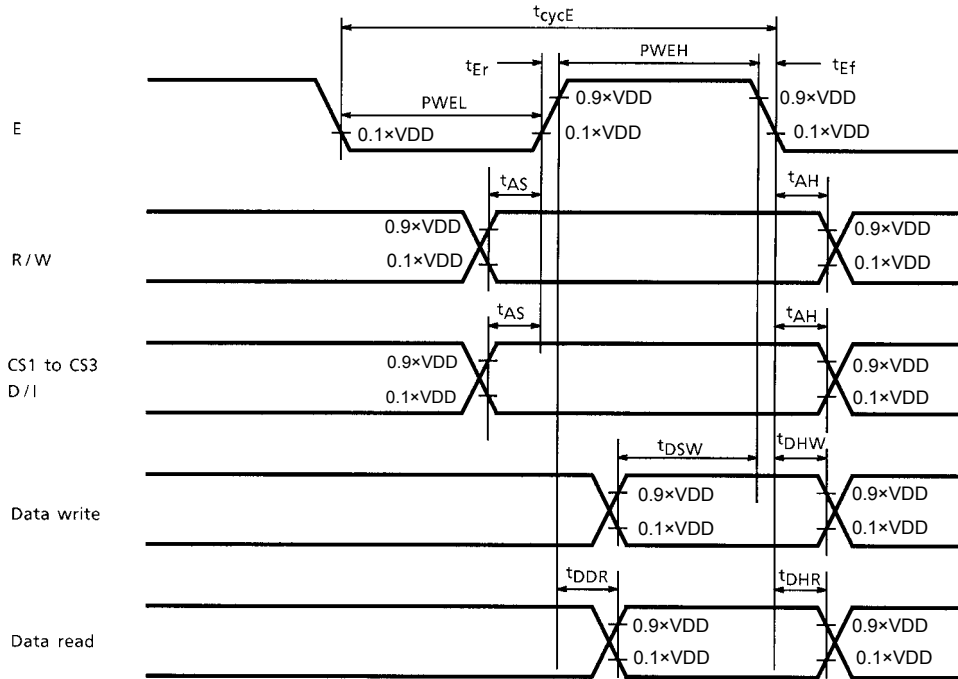 tcycE
tEr
PWEH
tEf
PWEL
0.9×VDD
0.9×VDD
E
0.1×VDD
0.1×VDD
0.1×VDD
tAS
tAH
0.9×VDD
0.9×VDD
R/W
0.1×VDD
0.1×VDD
tAS
tAH
CS1 to CS3
0.9×VDD
0.9×VDD
D/I
0.1×VDD
0.1×VDD
tDSW
tDHW
0.9×VDD
0.9×VDD
Data write
0.1×VDD
0.1×VDD
tDDR
tDHR
0.9×VDD
0.9×VDD
Data read
0.1×VDD
0.1×VDD